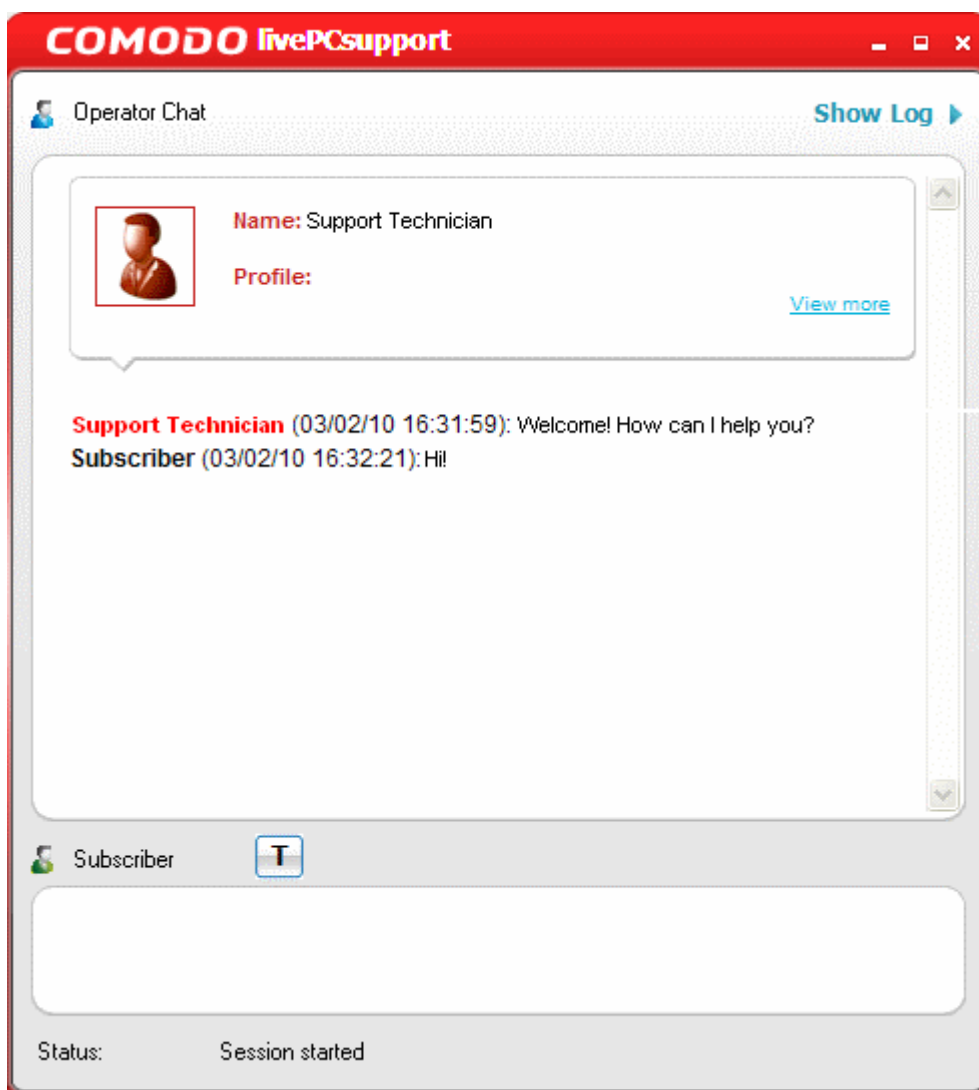 COMODO livePCsupport
Operator Chat
Show Log
Name: Support Technician
Profile:
View more
Support Technician (03/02/10 16:31:59): Welcome! How can I help you?
Subscriber (03/02/10 16:32:21): Hi!
Subscriber
T
Status: Session started